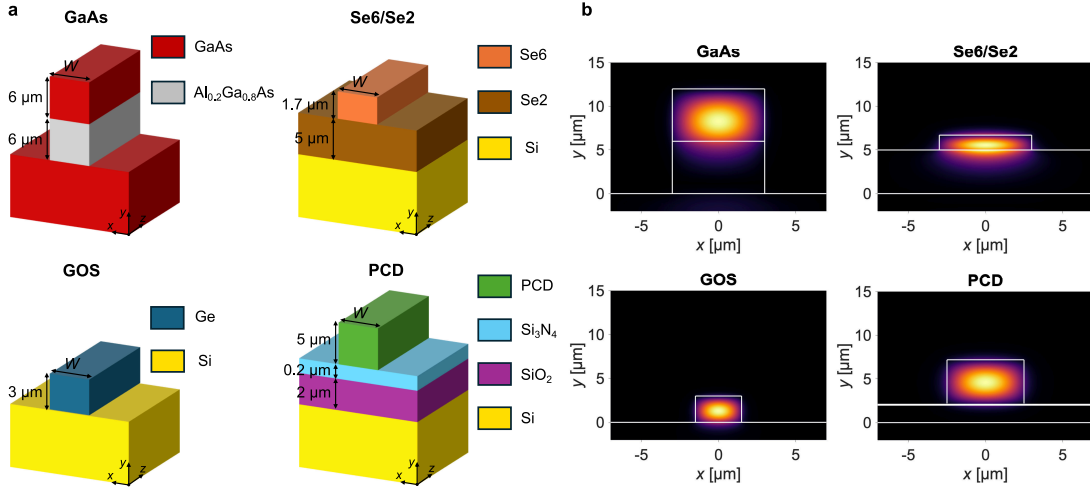 a
GaAs
W
6 µm
6 µm
y
z
x
GaAs
Al0.2Ga0.8As
Se6/Se2
W
1.7 µm
5 µm
y
z
x
Se6
Se2
Si
GOS
W
3 µm
y
z
x
Ge
Si
PCD
W
5 µm
0.2 µm
2 µm
y
z
x
PCD
Si3N4
SiO2
Si
b
GaAs
y [µm]
15
10
5
0
-5 0 5
x [µm]
Se6/Se2
y [µm]
15
10
5
0
-5 0 5
x [µm]
GOS
y [µm]
15
10
5
0
-5 0 5
x [µm]
PCD
y [µm]
15
10
5
0
-5 0 5
x [µm]